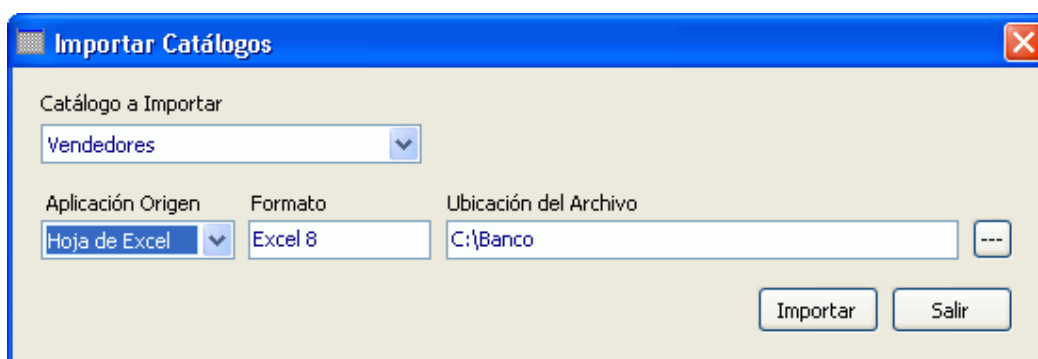 Importar Catálogos
Catálogo a Importar
Vendedores
Aplicación Origen Formato Ubicación del Archivo
Hoja de Excel Excel 8 C:\Banco ---
Importar Salir